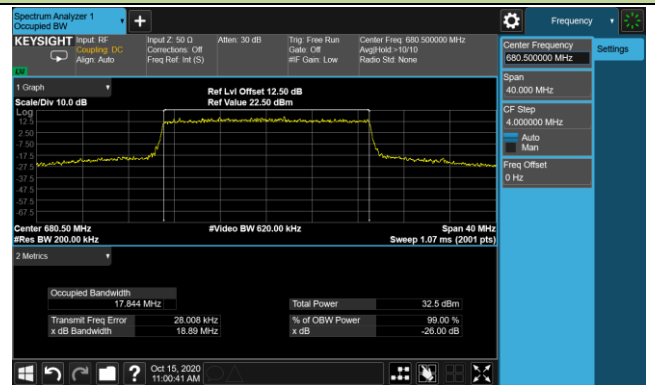 Spectrum Analyzer 1
Occupied BW
+
Frequency
KEYSIGHT
Input: RF
Coupling: DC
Align: Auto
Input Z: 50 Ω
Corrections: Off
Freq Ref: Int (S)
Atten: 30 dB
Trig: Free Run
Gate: Off
#IF Gain: Low
Center Freq: 680.500000 MHz
Avg|Hold:>10/10
Radio Std: None
Center Frequency
680.500000 MHz
Settings
Span
40.000 MHz
CF Step
4.000000 MHz
Auto
Man
Freq Offset
0 Hz
1 Graph
Scale/Div 10.0 dB
Ref Lvl Offset 12.50 dB
Ref Value 22.50 dBm
Log
12.5
2.50
-7.50
-17.5
-27.5
-37.5
-47.5
-57.5
-67.5
Center 680.50 MHz
#Video BW 620.00 kHz
Span 40 MHz
#Res BW 200.00 kHz
Sweep 1.07 ms (2001 pts)
2 Metrics
Occupied Bandwidth
17.844 MHz
Total Power 32.5 dBm
Transmit Freq Error 28.008 kHz
% of OBW Power 99.00 %
x dB Bandwidth 18.89 MHz
x dB -26.00 dB
?
Oct 15, 2020
11:00:41 AM